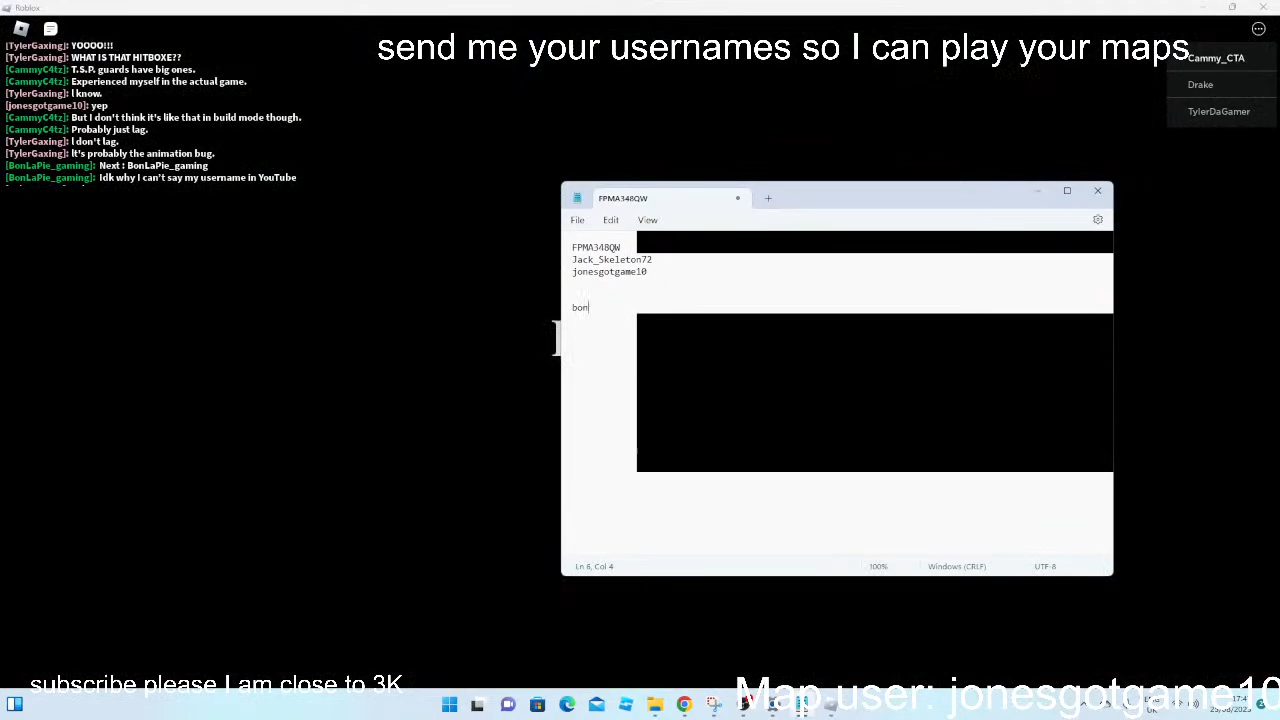 Roblox
send me your usernames so I can play your maps
[TylerGaxing]: YOOOO!!!
[TylerGaxing]: WHAT IS THAT HITBOXE??
[CammyC4tz]: T.S.P. guards have big ones.
[CammyC4tz]: Experienced myself in the actual game.
[TylerGaxing]: I know.
[jonesgotgame10]: yep
[CammyC4tz]: But I don't think it's like that in build mode though.
[CammyC4tz]: Probably just lag.
[TylerGaxing]: I don't lag.
[TylerGaxing]: It's probably the animation bug.
[BonLaPie_gaming]: Next : BonLaPie_gaming
[BonLaPie_gaming]: Idk why I can't say my username in YouTube
Cammy_CTA
Drake
TylerDaGamer
FPMA348QW
File Edit View
FPMA348QW
Jack_Skeleton72
jonesgotgame10
bon
Ln 6, Col 4 100% Windows (CRLF) UTF-8
subscribe please I am close to 3K
Map user: jonesgotgame10